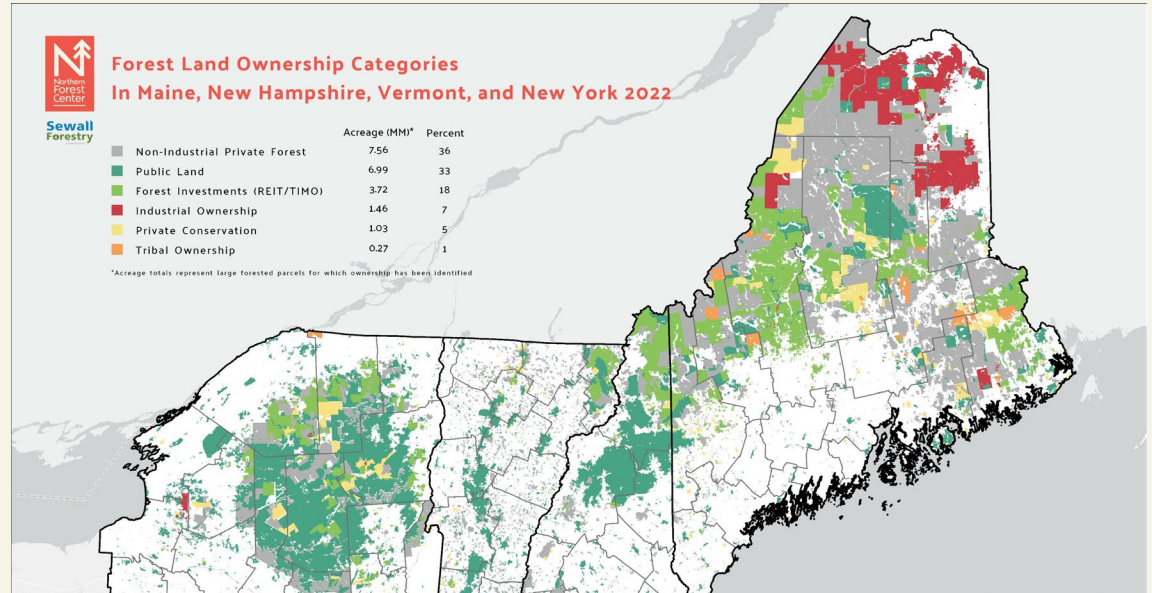 Northern
Forest
Center
Sewall
Forestry
Forest Land Ownership Categories
In Maine, New Hampshire, Vermont, and New York 2022
Acreage (MM)* Percent
Non-Industrial Private Forest 7.56 36
Public Land 6.99 33
Forest Investments (REIT/TIMO) 3.72 18
Industrial Ownership 1.46 7
Private Conservation 1.03 5
Tribal Ownership 0.27 1
*Acreage totals represent large forested parcels for which ownership has been identified